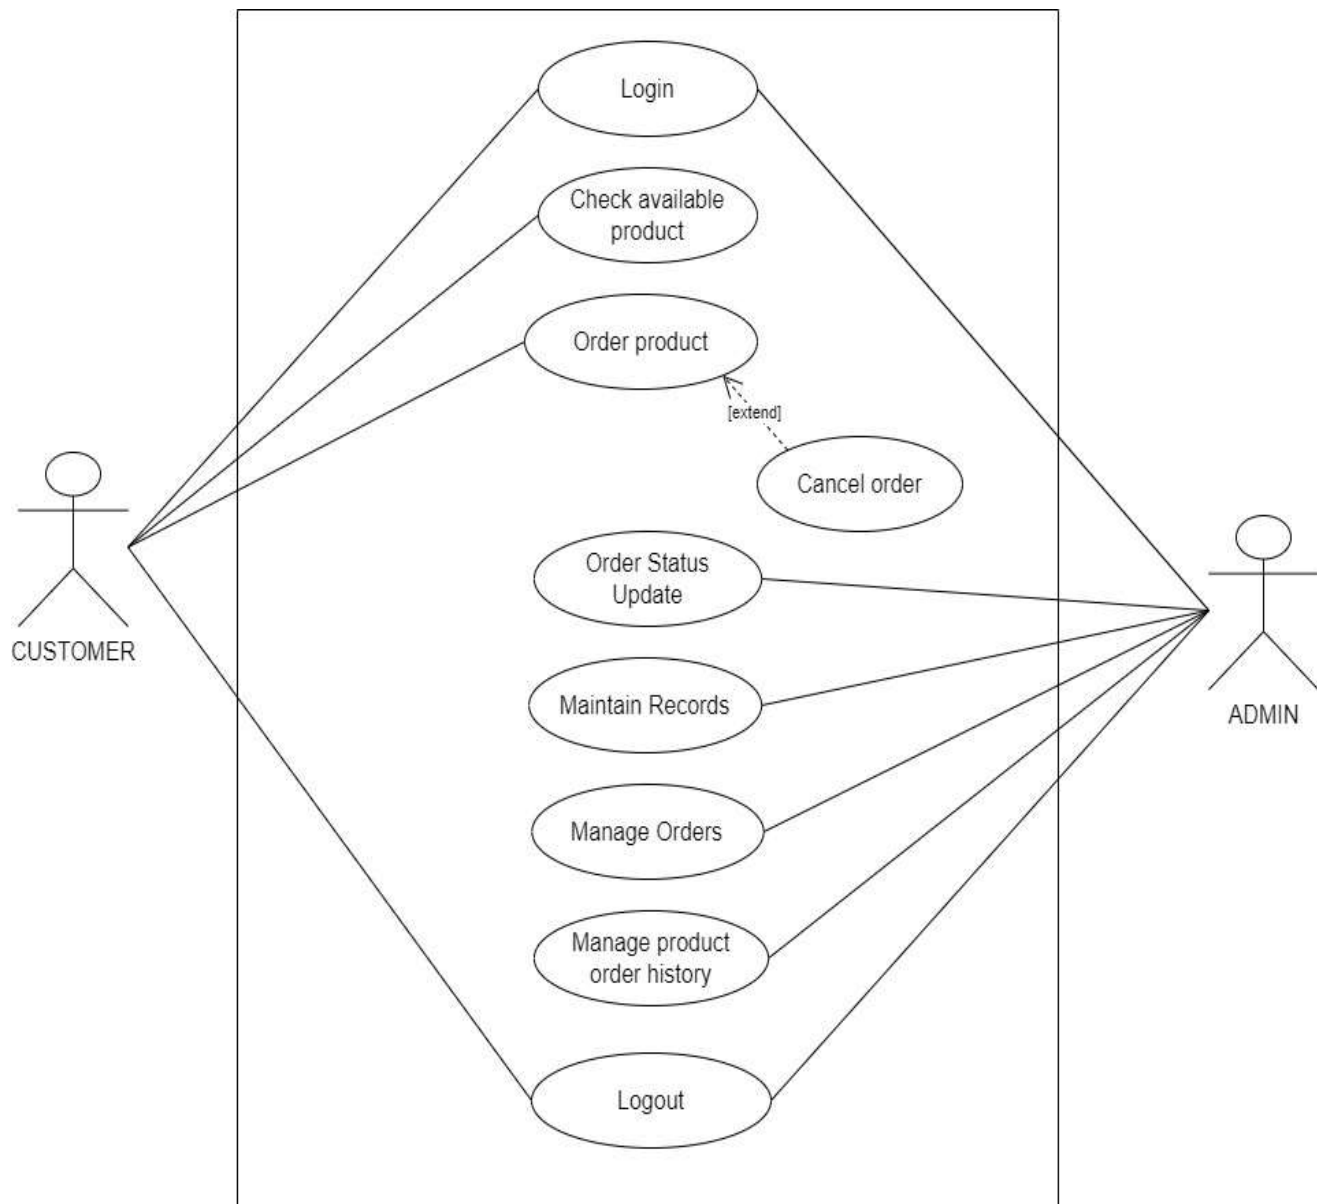 Login
Check available
product
Order product
[extend]
Cancel order
Order Status
Update
CUSTOMER
Maintain Records
ADMIN
Manage Orders
Manage product
order history
Logout